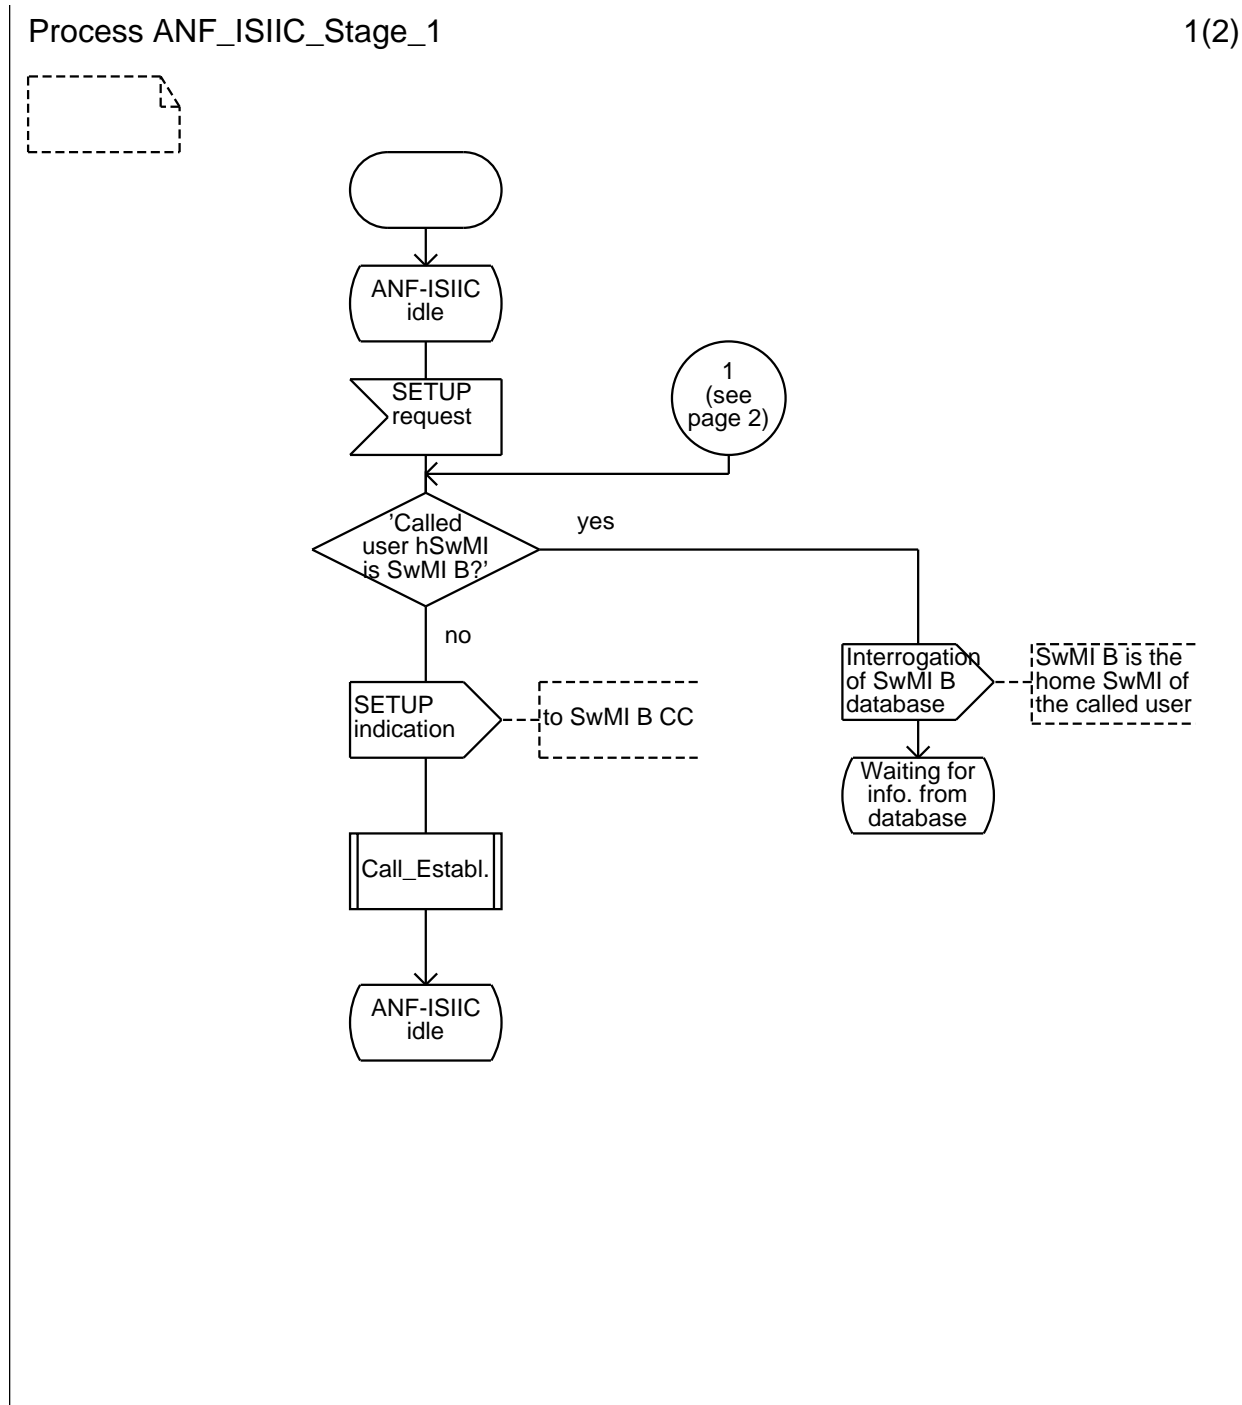 Process ANF_ISIIC_Stage_1
1(2)
ANF-ISIIC
idle
SETUP
request
1
(see
page 2)
'Called
user hSwMI
is SwMI B?'
yes
no
Interrogation
of SwMI B
database
SwMI B is the
home SwMI of
the called user
SETUP
indication
to SwMI B CC
Waiting for
info. from
database
Call_Establ.
ANF-ISIIC
idle